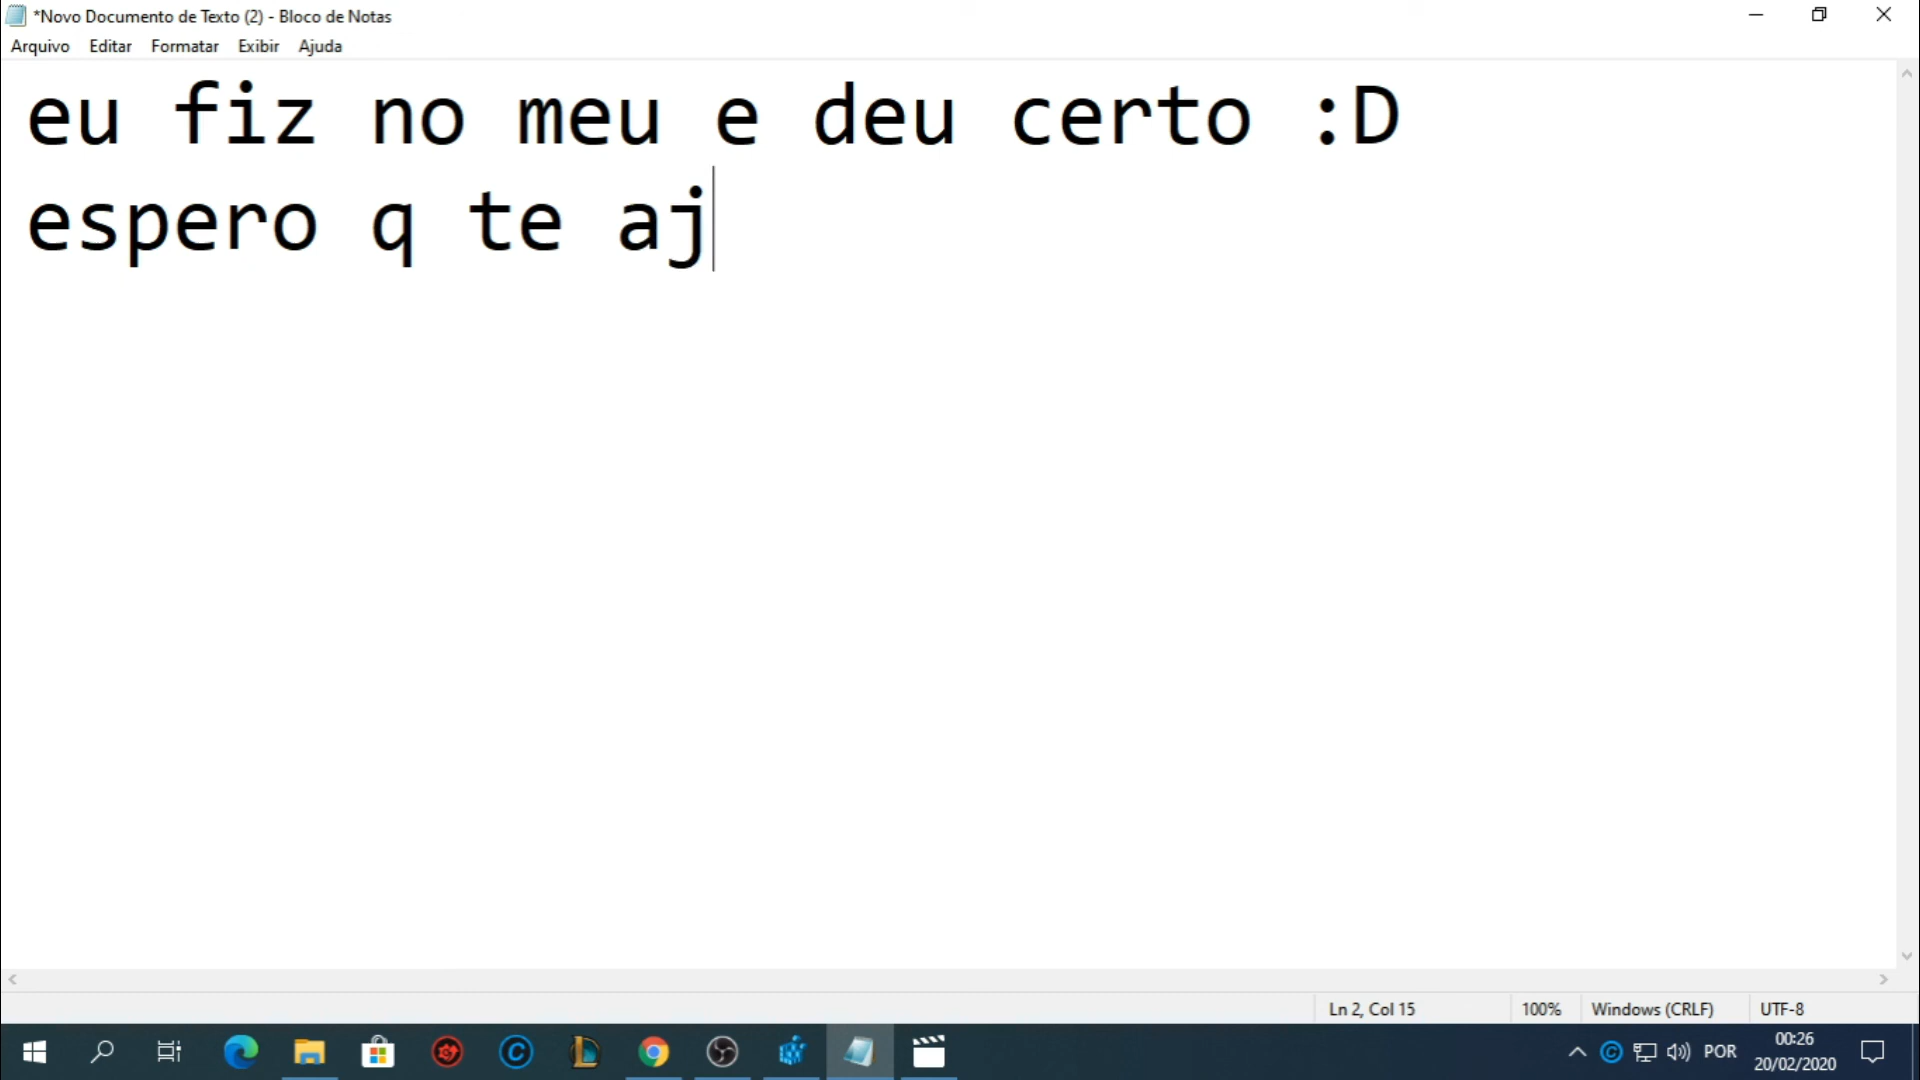 *Novo Documento de Texto (2) - Bloco de Notas
Arquivo Editar Formatar Exibir Ajuda
eu fiz no meu e deu certo :D
espero q te aj
Ln 2, Col 15 100% Windows (CRLF) UTF-8
POR 00:26
20/02/2020